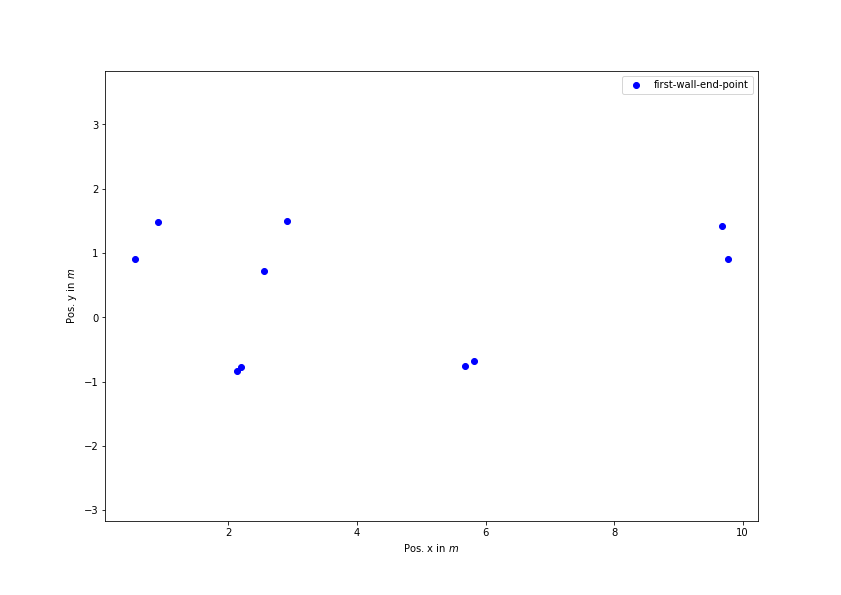 first-wall-end-point
3
2
1
0
−1
−2
−3
Pos. y in m
2 4 6 8 10
Pos. x in m